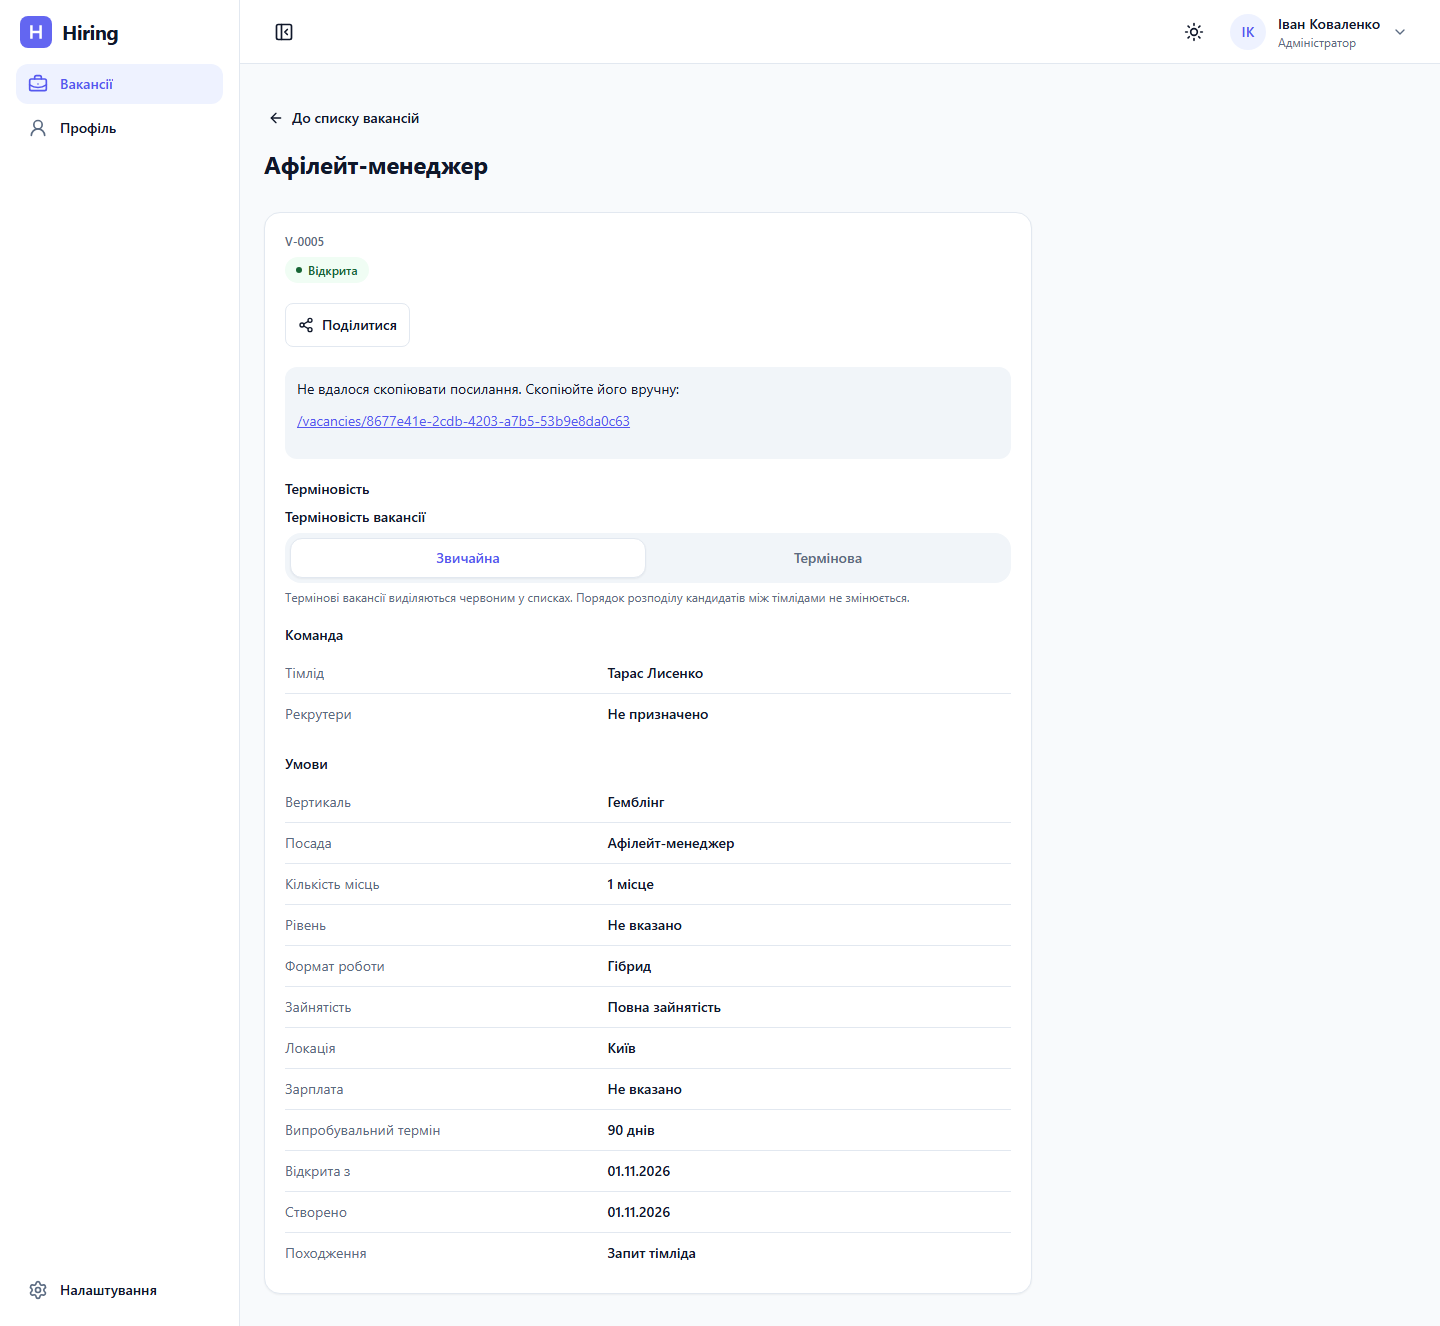 H Hiring
Вакансії
Профіль
Налаштування
ІК
Іван Коваленко
Адміністратор
До списку вакансій
Афілейт-менеджер
V-0005
Відкрита
Поділитися
Не вдалося скопіювати посилання. Скопіюйте його вручну:
/vacancies/8677e41e-2cdb-4203-a7b5-53b9e8da0c63
Терміновість
Терміновість вакансії
Звичайна
Термінова
Термінові вакансії виділяються червоним у списках. Порядок розподілу кандидатів між тімлідами не змінюється.
Команда
Тімлід Тарас Лисенко
Рекрутери Не призначено
Умови
Вертикаль Гемблінг
Посада Афілейт-менеджер
Кількість місць 1 місце
Рівень Не вказано
Формат роботи Гібрид
Зайнятість Повна зайнятість
Локація Київ
Зарплата Не вказано
Випробувальний термін 90 днів
Відкрита з 01.11.2026
Створено 01.11.2026
Походження Запит тімліда